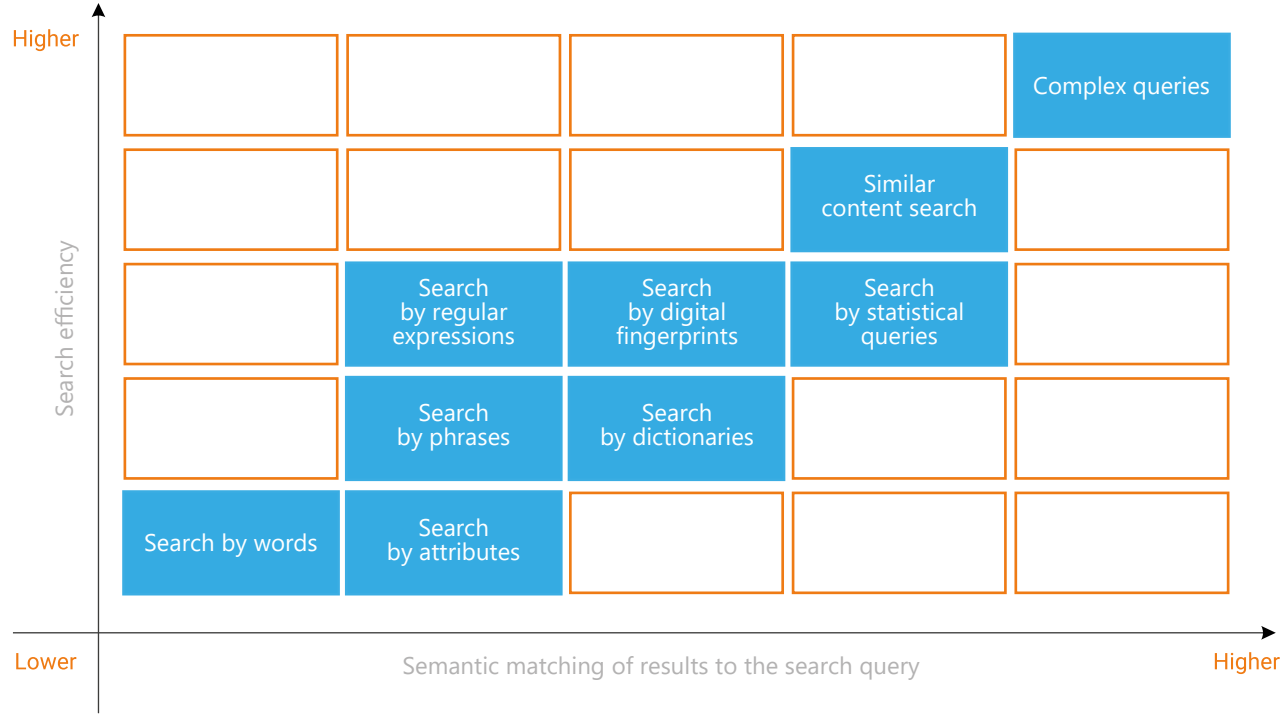 Higher
Complex queries
Similar
content search
Search efficiency
Search
by regular
expressions
Search
by digital
fingerprints
Search
by statistical
queries
Search
by phrases
Search
by dictionaries
Search by words
Search
by attributes
Lower
Semantic matching of results to the search query
Higher